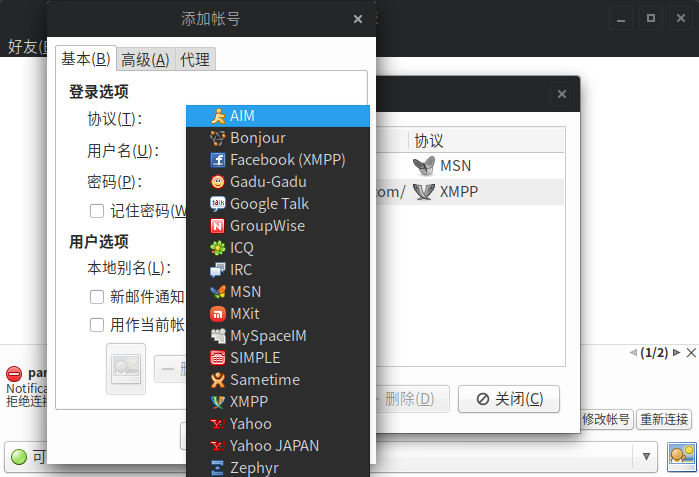 添加帐号
好友(
基本(B) 高级(A) 代理
登录选项
协议(T)：
用户名(U)：
密码(P)：
记住密码(W
用户选项
本地别名(L)：
新邮件通知
用作当前帐
AIM
Bonjour
Facebook (XMPP)
Gadu-Gadu
Google Talk
GroupWise
ICQ
IRC
MSN
MXit
MySpaceIM
SIMPLE
Sametime
XMPP
Yahoo
Yahoo JAPAN
Zephyr
协议
MSN
com/ XMPP
删除(D) 关闭(C)
(1/2)
par
Notifica
拒绝连接
修改帐号 重新连接
可